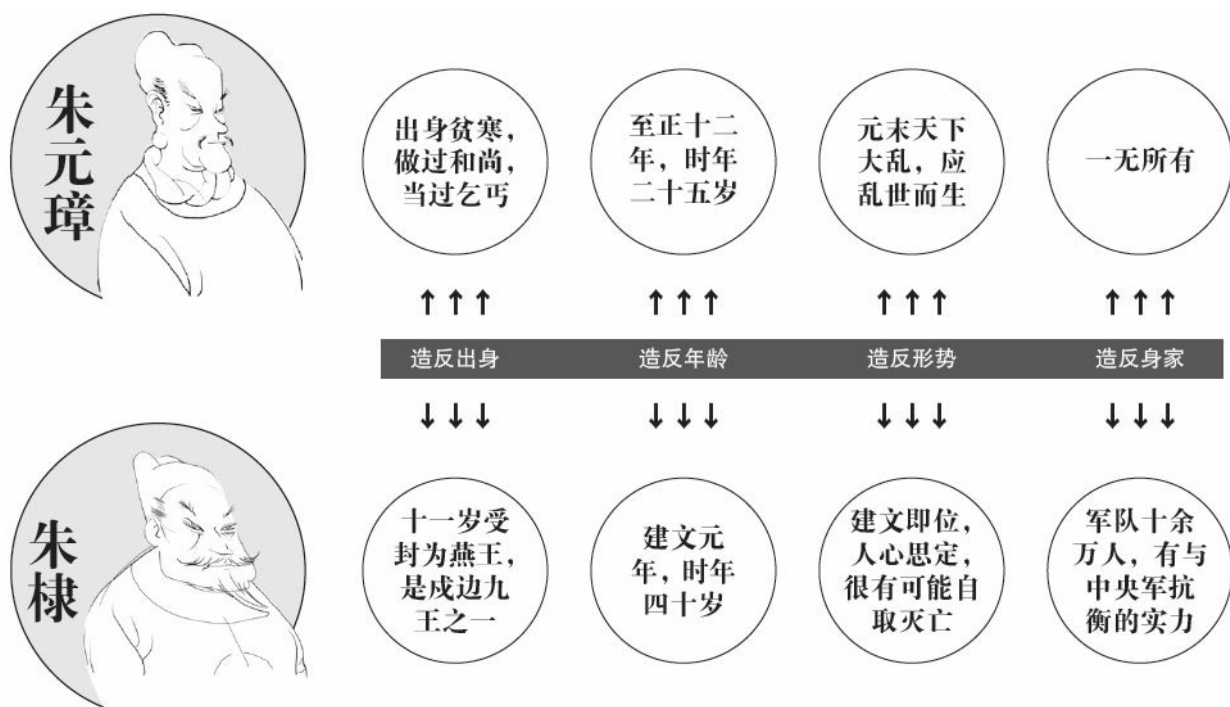 朱元璋
出身贫寒，
做过和尚，
当过乞丐
至正十二
年，时年
二十五岁
元末天下
大乱，应
乱世而生
一无所有
↑↑↑
↑↑↑
↑↑↑
↑↑↑
造反出身
造反年龄
造反形势
造反身家
↓↓↓
↓↓↓
↓↓↓
↓↓↓
朱棣
十一岁受
封为燕王，
是戍边九
王之一
建文元
年，时年
四十岁
建文即位，
人心思定，
很有可能自
取灭亡
军队十余
万人，有与
中央军抗
衡的实力